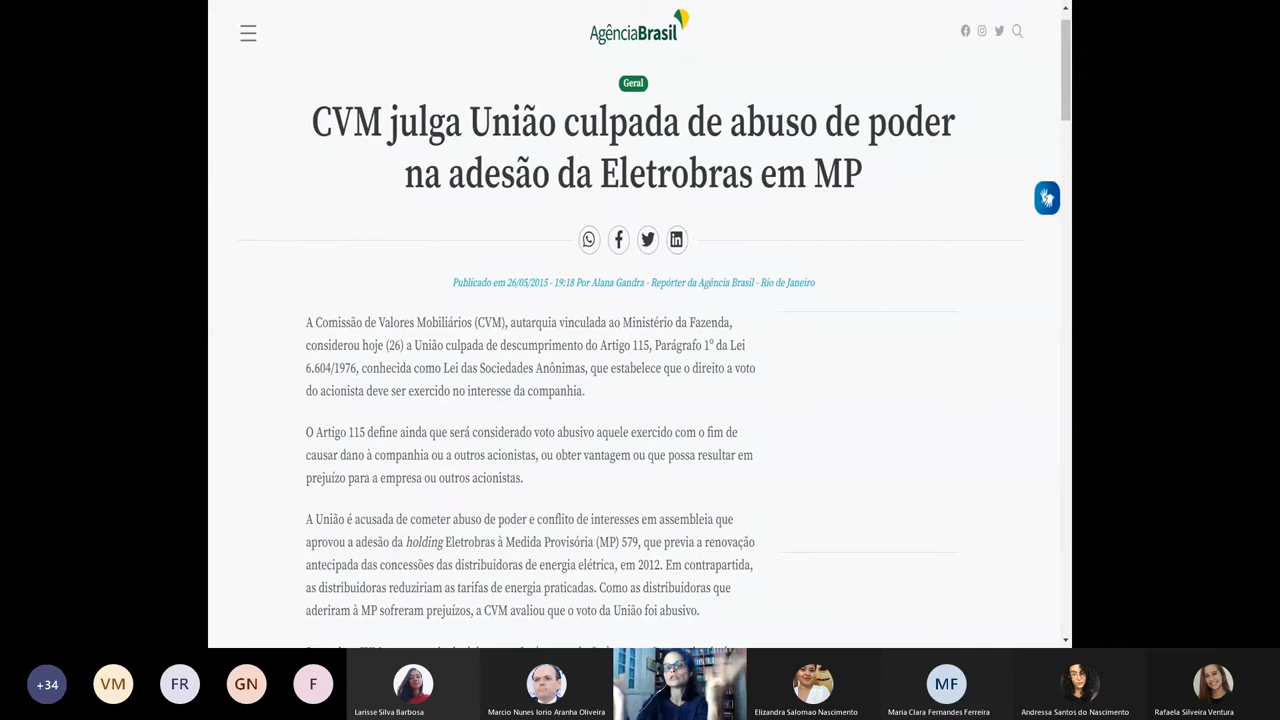 AgênciaBrasil
Geral
CVM julga União culpada de abuso de poder
na adesão da Eletrobras em MP
Publicado em 26/05/2015 - 19:18 Por Alana Gandra - Repórter da Agência Brasil - Rio de Janeiro
A Comissão de Valores Mobiliários (CVM), autarquia vinculada ao Ministério da Fazenda,
considerou hoje (26) a União culpada de descumprimento do Artigo 115, Parágrafo 1º da Lei
6.604/1976, conhecida como Lei das Sociedades Anônimas, que estabelece que o direito a voto
do acionista deve ser exercido no interesse da companhia.
O Artigo 115 define ainda que será considerado voto abusivo aquele exercido com o fim de
causar dano à companhia ou a outros acionistas, ou obter vantagem ou que possa resultar em
prejuízo para a empresa ou outros acionistas.
A União é acusada de cometer abuso de poder e conflito de interesses em assembleia que
aprovou a adesão da holding Eletrobras à Medida Provisória (MP) 579, que previa a renovação
antecipada das concessões das distribuidoras de energia elétrica, em 2012. Em contrapartida,
as distribuidoras reduziriam as tarifas de energia praticadas. Como as distribuidoras que
aderiram à MP sofreram prejuízos, a CVM avaliou que o voto da União foi abusivo.
+34
VM
FR
GN
F
MF
Larisse Silva Barbosa
Marcio Nunes Iorio Aranha Oliveira
Elizandra Salomao Nascimento
Maria Clara Fernandes Ferreira
Andressa Santos do Nascimento
Rafaela Silveira Ventura